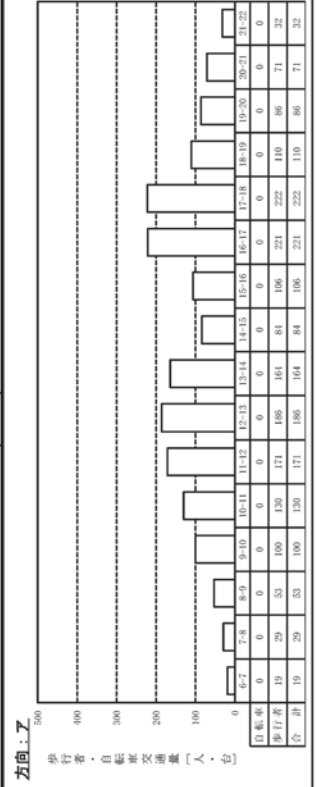 方向：ア
歩行者・自転車交通量［人・台］
500
400
300
200
100
0
6-7 7-8 8-9 9-10 10-11 11-12 12-13 13-14 14-15 15-16 16-17 17-18 18-19 19-20 20-21 21-22
自転車 0 0 0 0 0 0 0 0 0 0 0 0 0 0 0 0
歩行者 19 29 53 100 130 171 186 164 84 106 221 222 110 86 71 32
合計 19 29 53 100 130 171 186 164 84 106 221 222 110 86 71 32